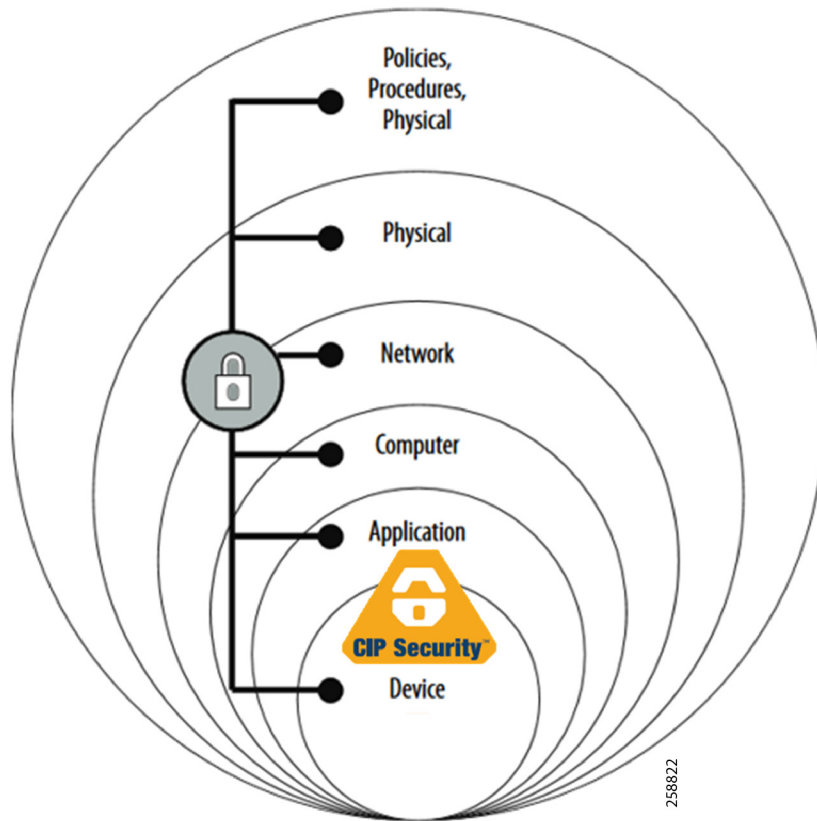 Policies,
Procedures,
Physical
Physical
Network
Computer
Application
CIP Security™
Device
258822